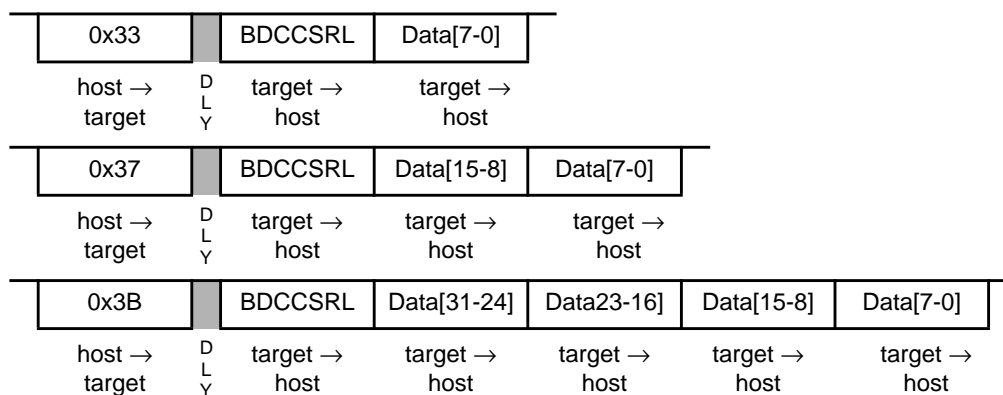 0x33 BDCCSRL Data[7-0]
host → target D L Y target → host target → host
0x37 BDCCSRL Data[15-8] Data[7-0]
host → target D L Y target → host target → host target → host
0x3B BDCCSRL Data[31-24] Data23-16] Data[15-8] Data[7-0]
host → target D L Y target → host target → host target → host target → host target → host